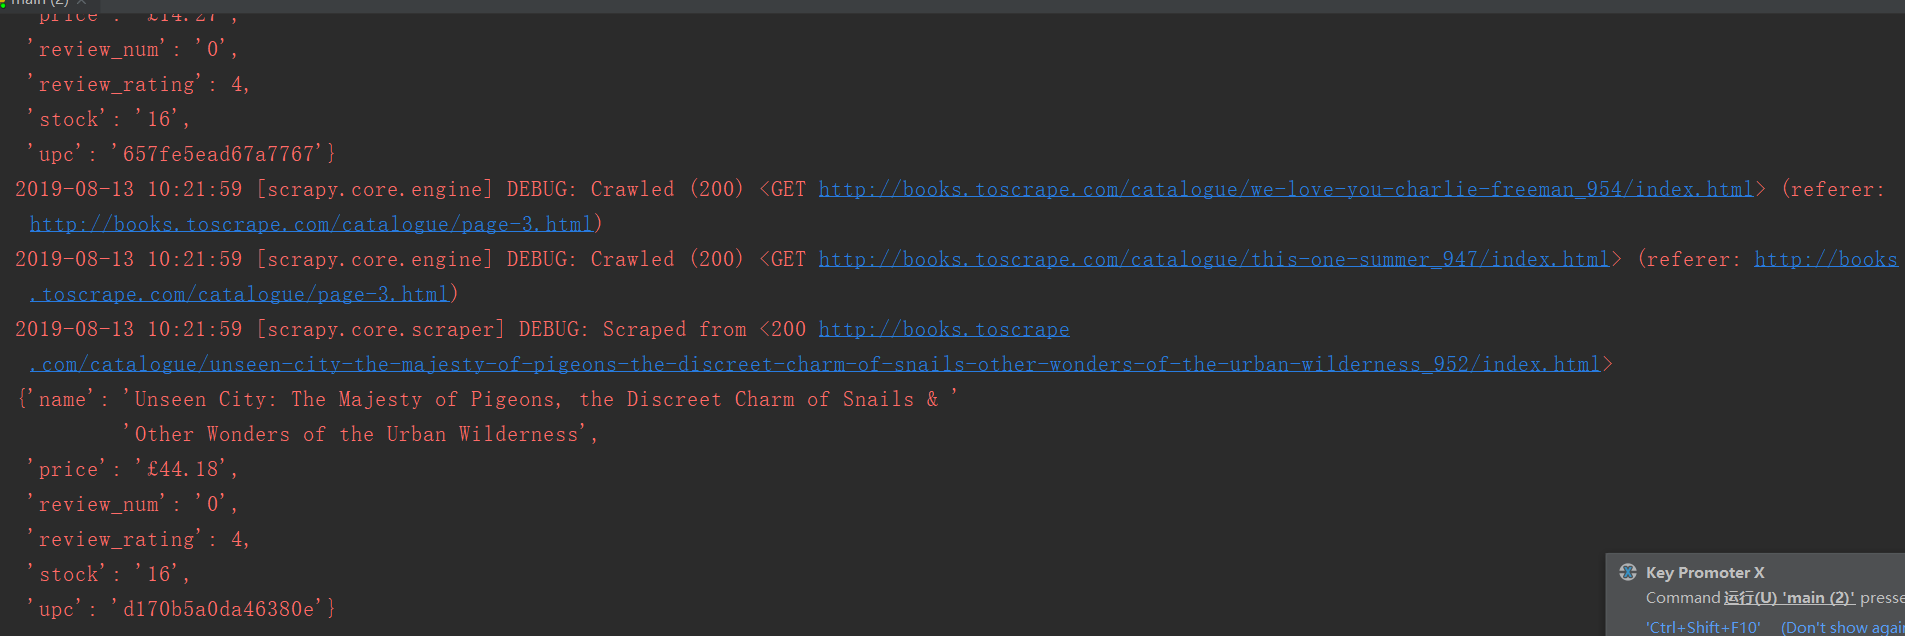 main (2) ×
'price': '£14.27',
'review_num': '0',
'review_rating': 4,
'stock': '16',
'upc': '657fe5ead67a7767'}
2019-08-13 10:21:59 [scrapy.core.engine] DEBUG: Crawled (200) <GET http://books.toscrape.com/catalogue/we-love-you-charlie-freeman_954/index.html> (referer:
http://books.toscrape.com/catalogue/page-3.html)
2019-08-13 10:21:59 [scrapy.core.engine] DEBUG: Crawled (200) <GET http://books.toscrape.com/catalogue/this-one-summer_947/index.html> (referer: http://books
.toscrape.com/catalogue/page-3.html)
2019-08-13 10:21:59 [scrapy.core.scraper] DEBUG: Scraped from <200 http://books.toscrape
.com/catalogue/unseen-city-the-majesty-of-pigeons-the-discreet-charm-of-snails-other-wonders-of-the-urban-wilderness_952/index.html>
{'name': 'Unseen City: The Majesty of Pigeons, the Discreet Charm of Snails & '
'Other Wonders of the Urban Wilderness',
'price': '£44.18',
'review_num': '0',
'review_rating': 4,
'stock': '16',
'upc': 'd170b5a0da46380e'}
Key Promoter X
Command 运行(U) 'main (2)' presse
'Ctrl+Shift+F10' (Don't show again